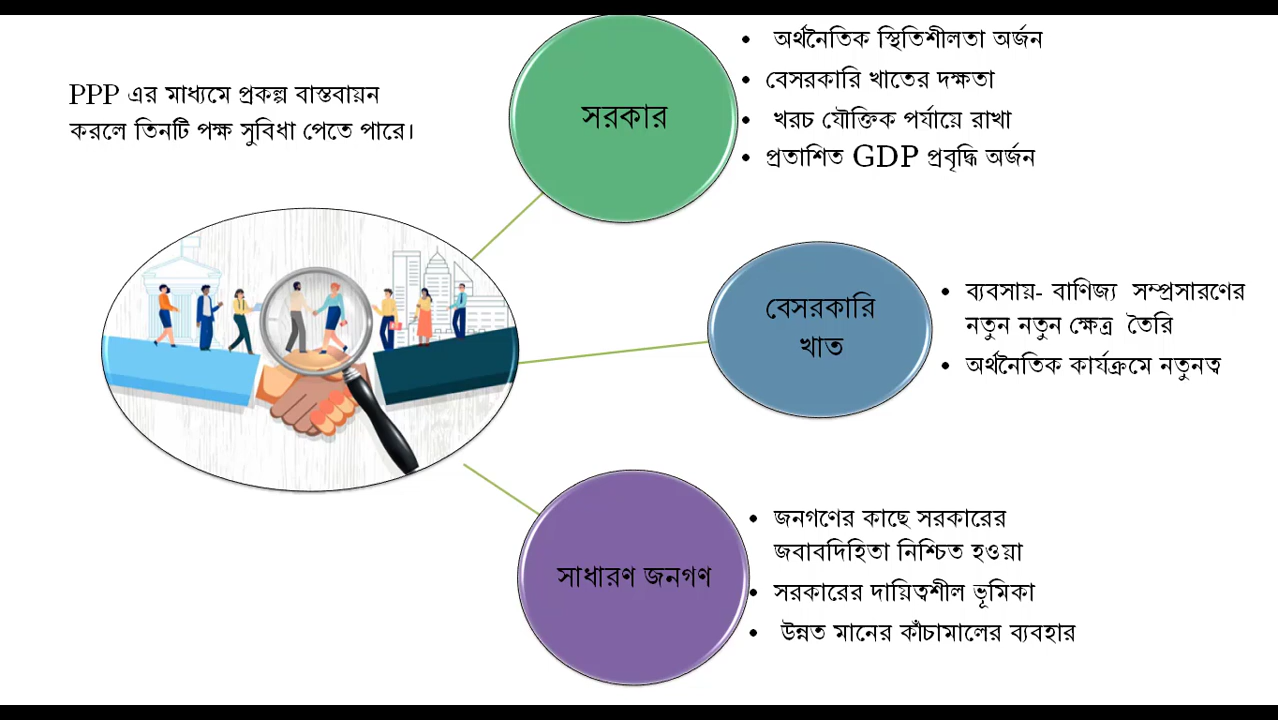 PPP এর মাধ্যমে প্রকল্প বাস্তবায়ন
করলে তিনটি পক্ষ সুবিধা পেতে পারে।
সরকার
• অর্থনৈতিক স্থিতিশীলতা অর্জন
• বেসরকারি খাতের দক্ষতা
• খরচ যৌক্তিক পর্যায়ে রাখা
• প্রতাশিত GDP প্রবৃদ্ধি অর্জন
বেসরকারি
খাত
• ব্যবসায়- বাণিজ্য সম্প্রসারণের
নতুন নতুন ক্ষেত্র তৈরি
• অর্থনৈতিক কার্যক্রমে নতুনত্ব
সাধারণ জনগণ
• জনগণের কাছে সরকারের
জবাবদিহিতা নিশ্চিত হওয়া
• সরকারের দায়িত্বশীল ভূমিকা
• উন্নত মানের কাঁচামালের ব্যবহার